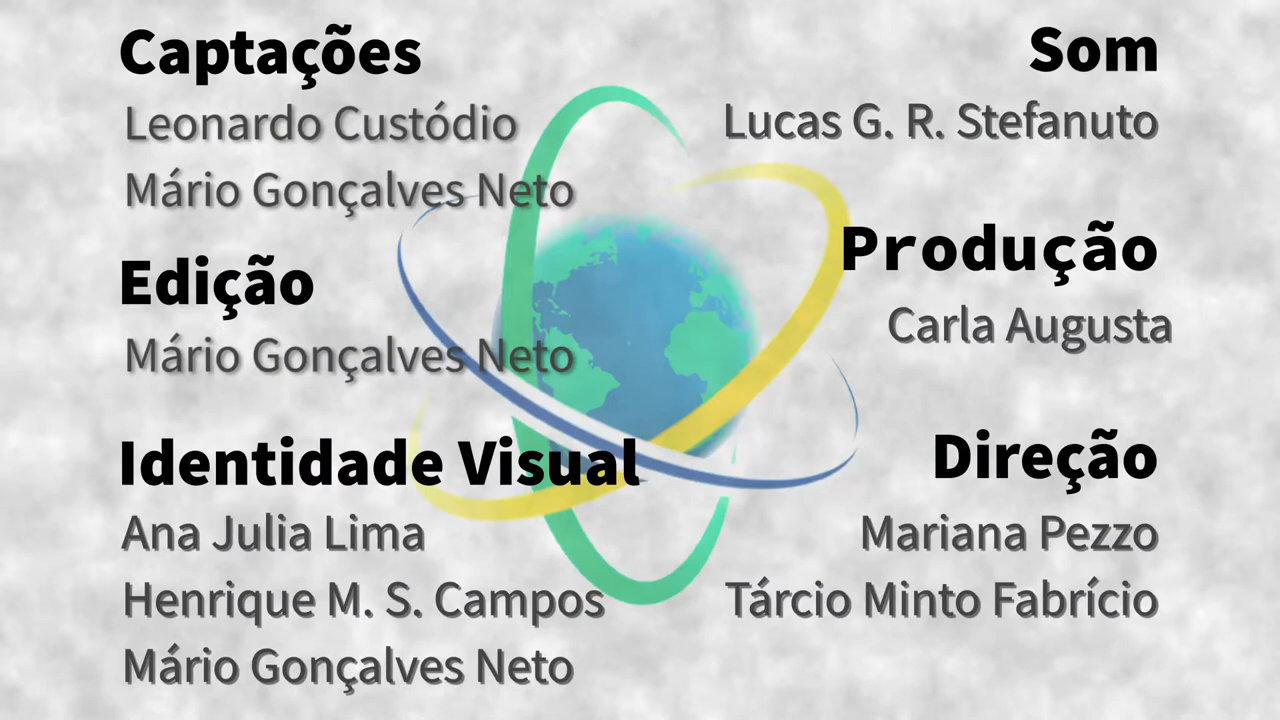 Captações
Leonardo Custódio
Mário Gonçalves Neto
Edição
Mário Gonçalves Neto
Identidade Visual
Ana Julia Lima
Henrique M. S. Campos
Mário Gonçalves Neto
Som
Lucas G. R. Stefanuto
Produção
Carla Augusta
Direção
Mariana Pezzo
Tárcio Minto Fabrício